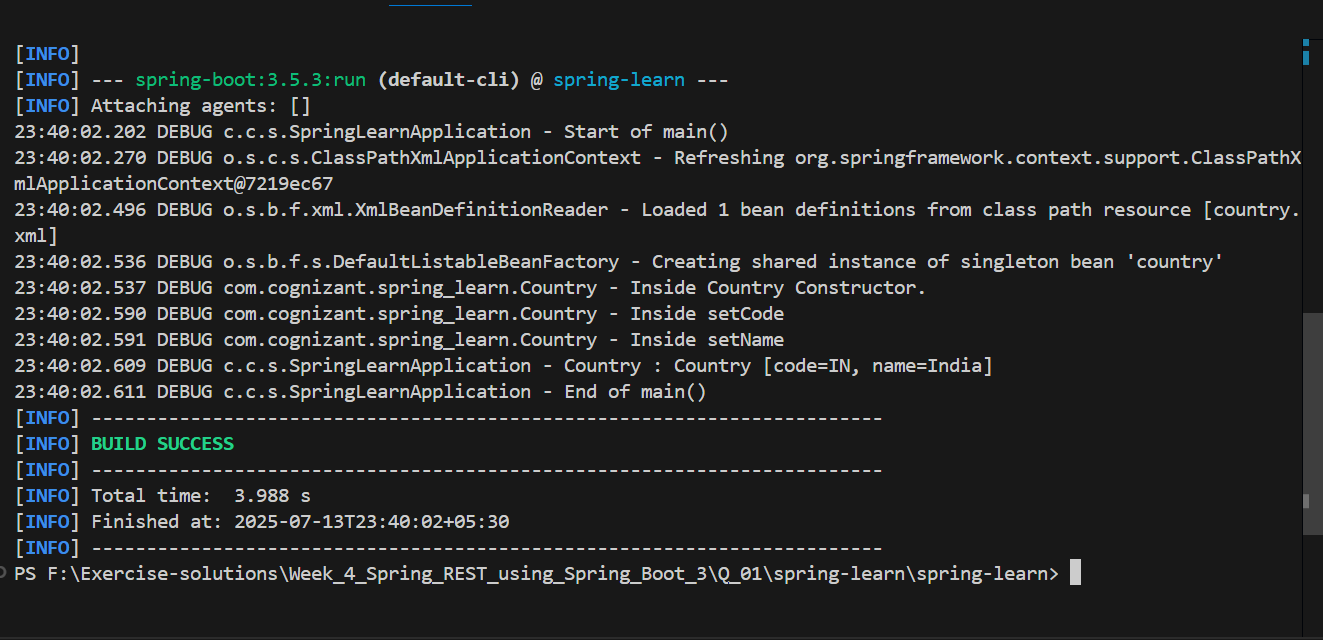 [INFO]
[INFO] --- spring-boot:3.5.3:run (default-cli) @ spring-learn ---
[INFO] Attaching agents: []
23:40:02.202 DEBUG c.c.s.SpringLearnApplication - Start of main()
23:40:02.270 DEBUG o.s.c.s.ClassPathXmlApplicationContext - Refreshing org.springframework.context.support.ClassPathX
mlApplicationContext@7219ec67
23:40:02.496 DEBUG o.s.b.f.xml.XmlBeanDefinitionReader - Loaded 1 bean definitions from class path resource [country.
xml]
23:40:02.536 DEBUG o.s.b.f.s.DefaultListableBeanFactory - Creating shared instance of singleton bean 'country'
23:40:02.537 DEBUG com.cognizant.spring_learn.Country - Inside Country Constructor.
23:40:02.590 DEBUG com.cognizant.spring_learn.Country - Inside setCode
23:40:02.591 DEBUG com.cognizant.spring_learn.Country - Inside setName
23:40:02.609 DEBUG c.c.s.SpringLearnApplication - Country : Country [code=IN, name=India]
23:40:02.611 DEBUG c.c.s.SpringLearnApplication - End of main()
[INFO] ------------------------------------------------------------------------
[INFO] BUILD SUCCESS
[INFO] ------------------------------------------------------------------------
[INFO] Total time:  3.988 s
[INFO] Finished at: 2025-07-13T23:40:02+05:30
[INFO] ------------------------------------------------------------------------
PS F:\Exercise-solutions\Week_4_Spring_REST_using_Spring_Boot_3\Q_01\spring-learn\spring-learn>